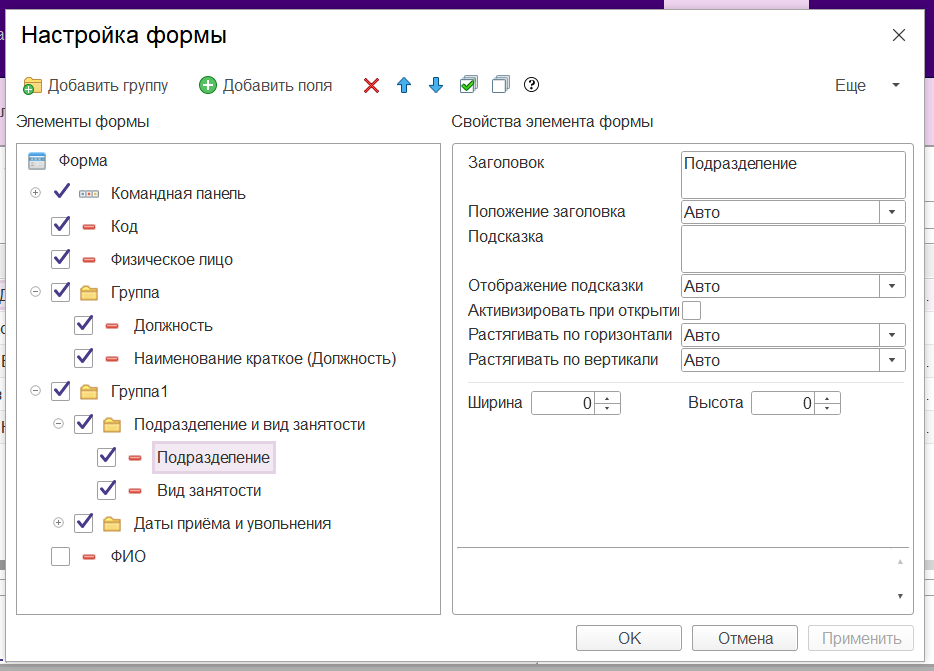 Настройка формы
Добавить группу
Добавить поля
Еще
Элементы формы
Свойства элемента формы
Форма
Командная панель
Код
Физическое лицо
Группа
Должность
Наименование краткое (Должность)
Группа1
Подразделение и вид занятости
Подразделение
Вид занятости
Даты приёма и увольнения
ФИО
Заголовок
Подразделение
Положение заголовка
Авто
Подсказка
Отображение подсказки
Авто
Активизировать при открыти
Растягивать по горизонтали
Авто
Растягивать по вертикали
Авто
Ширина
0
Высота
0
OK
Отмена
Применить